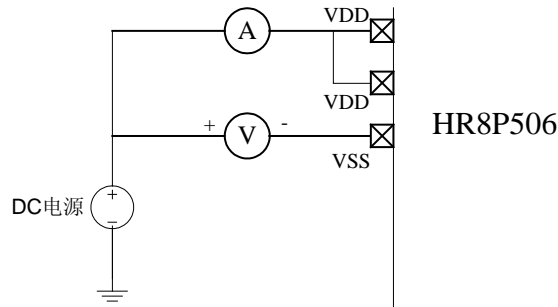 VDD
A
VDD
HR8P506
+ V -
VSS
DC电源
+
−